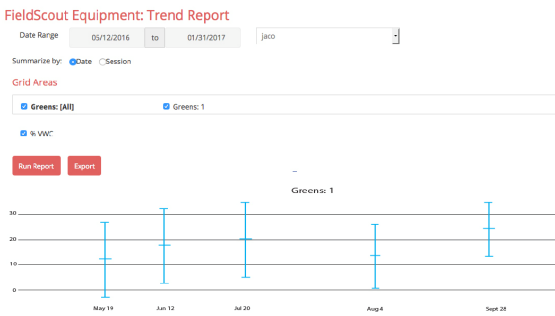 FieldScout Equipment: Trend Report
Date Range 05/12/2016 to 01/31/2017 jaco
Summarize by: Date Session
Grid Areas
Greens: [All] Greens: 1
% VWC
Run Report Export
Greens: 1
30
20
10
0
May 19 Jun 12 Jul 20 Aug 4 Sept 28